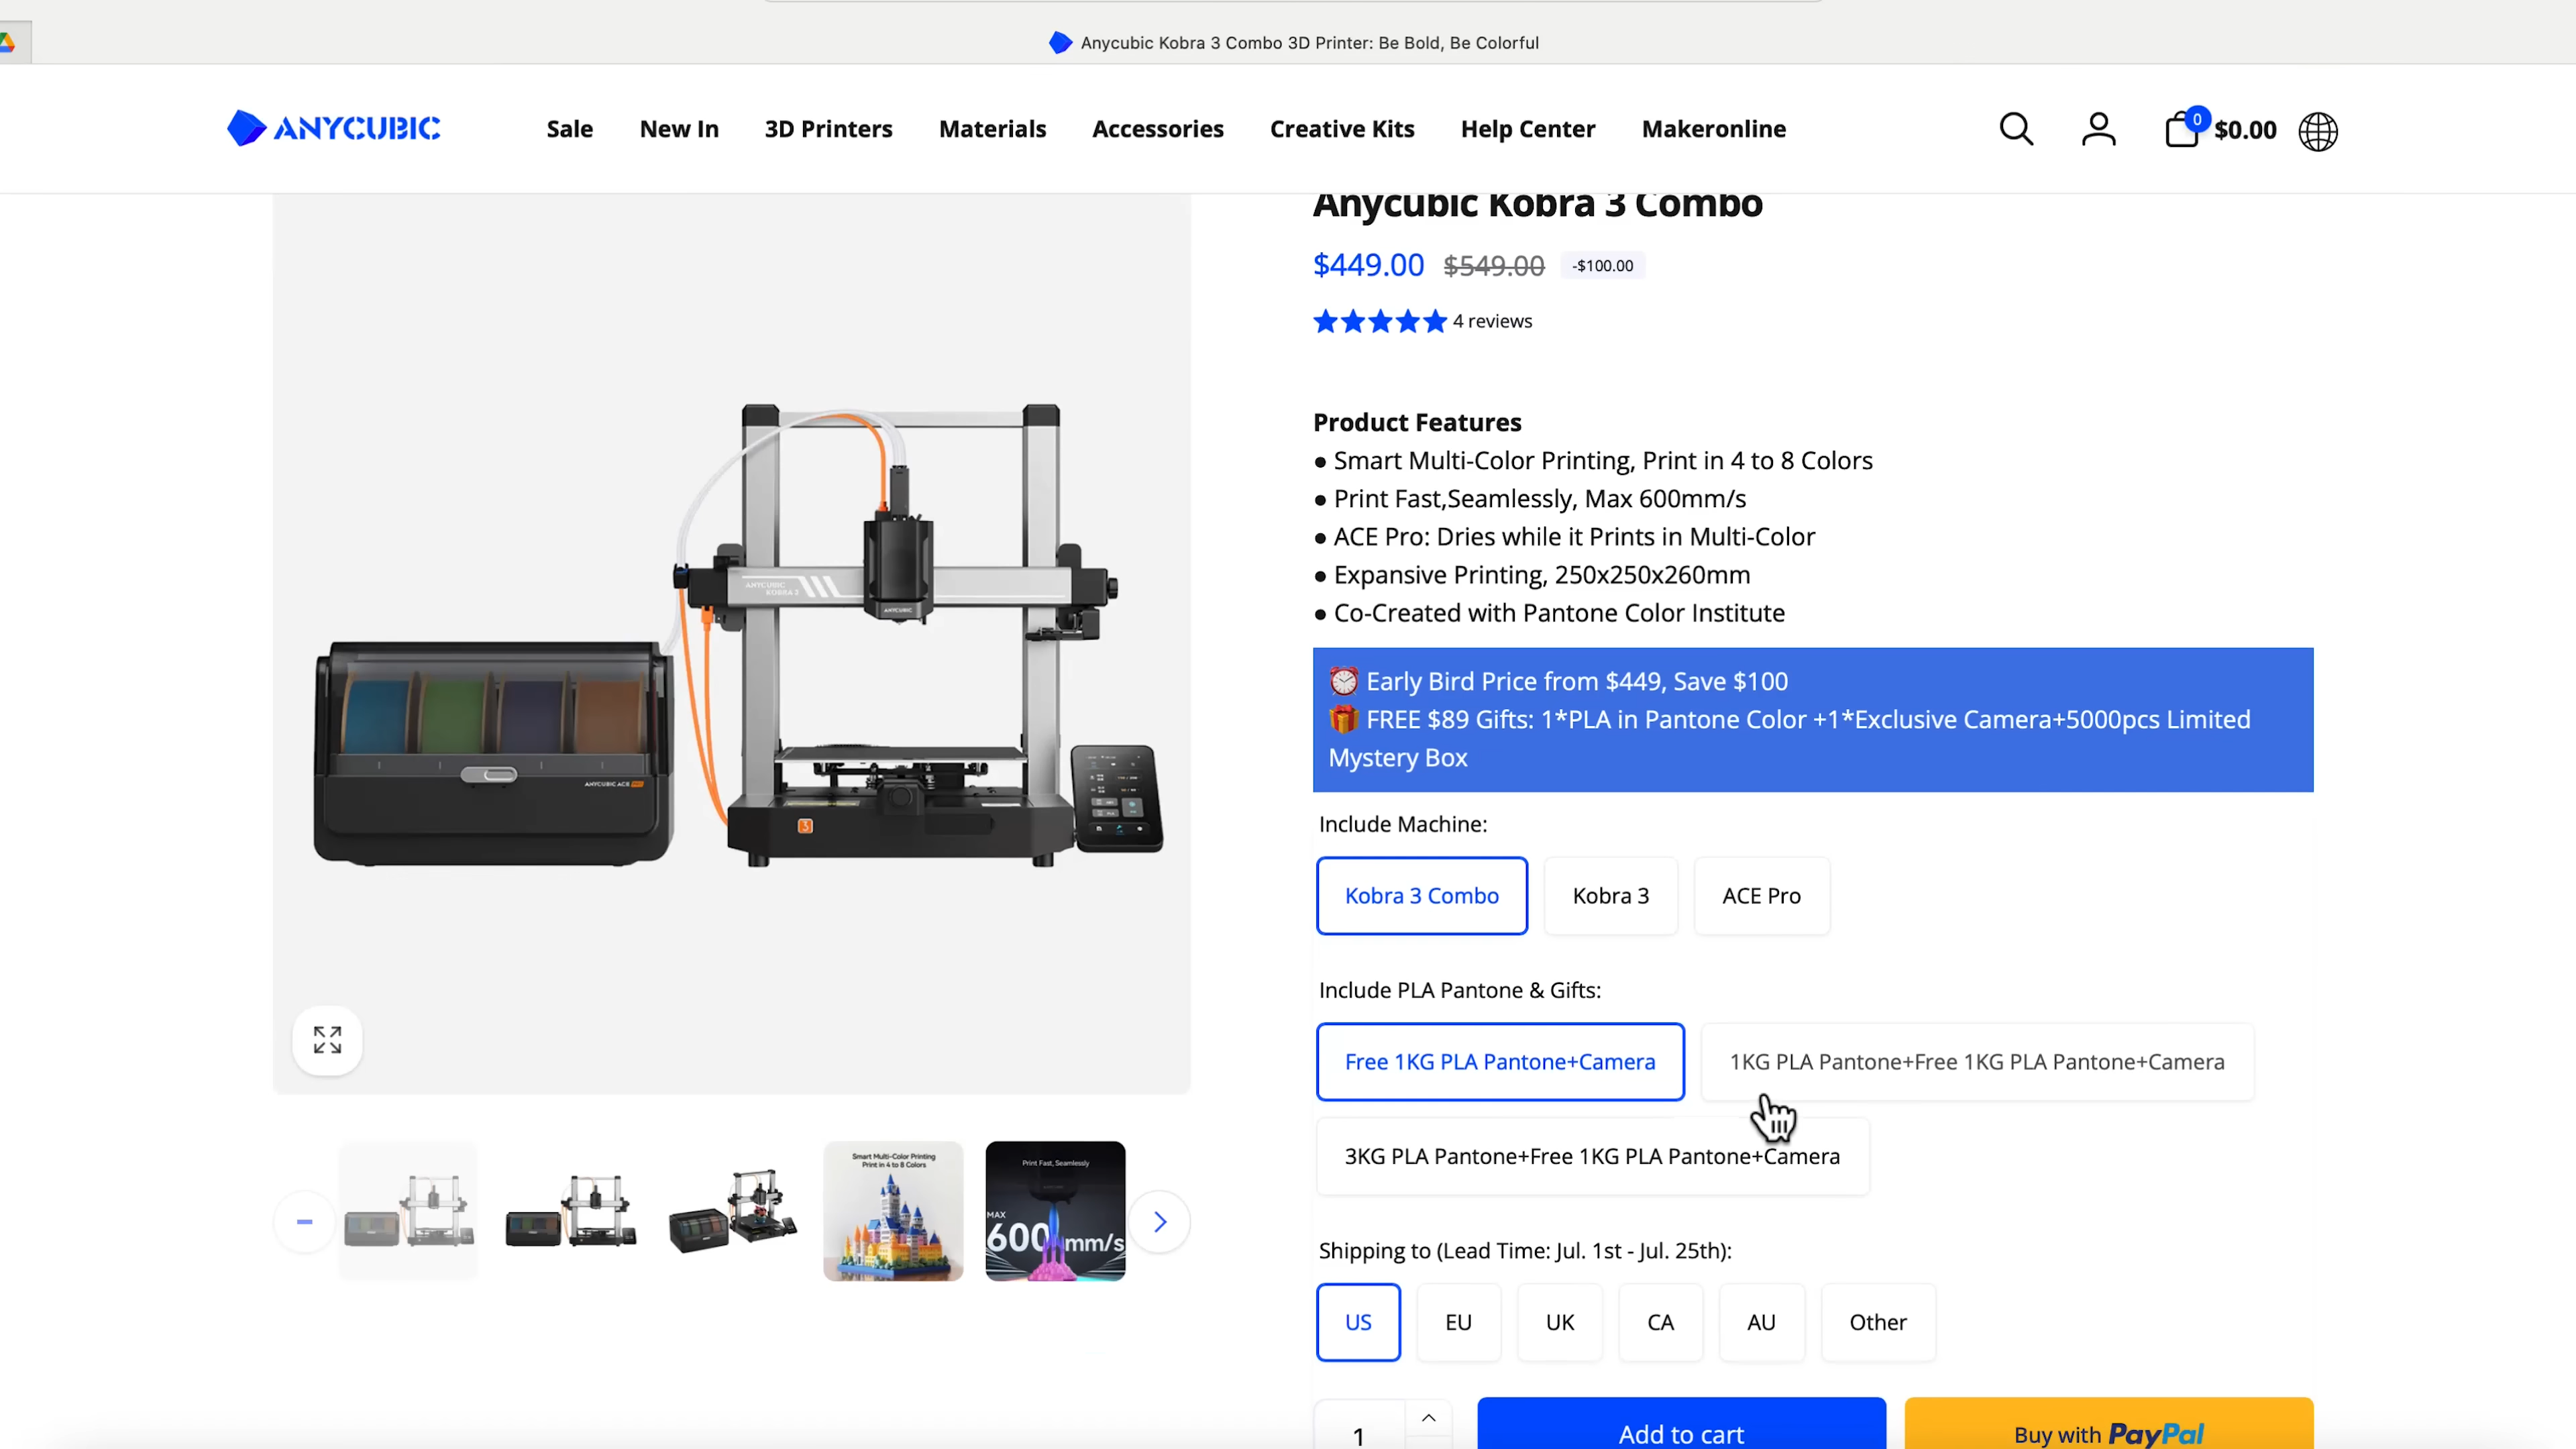 Anycubic Kobra 3 Combo 3D Printer: Be Bold, Be Colorful
ANYCUBIC
Sale
New In
3D Printers
Materials
Accessories
Creative Kits
Help Center
Makeronline
0
$0.00
Anycubic Kobra 3 Combo
$449.00 $549.00 -$100.00
4 reviews
Product Features
● Smart Multi-Color Printing, Print in 4 to 8 Colors
● Print Fast,Seamlessly, Max 600mm/s
● ACE Pro: Dries while it Prints in Multi-Color
● Expansive Printing, 250x250x260mm
● Co-Created with Pantone Color Institute
⏰ Early Bird Price from $449, Save $100
🎁 FREE $89 Gifts: 1*PLA in Pantone Color +1*Exclusive Camera+5000pcs Limited
Mystery Box
ANYCUBIC
KOBRA 3
ANYCUBIC
ANYCUBIC ACE
3
Include Machine:
Kobra 3 Combo
Kobra 3
ACE Pro
Include PLA Pantone & Gifts:
Free 1KG PLA Pantone+Camera
1KG PLA Pantone+Free 1KG PLA Pantone+Camera
3KG PLA Pantone+Free 1KG PLA Pantone+Camera
Smart Multi-Color Printing
Print in 4 to 8 Colors
Print Fast, Seamlessly
MAX
600mm/s
Shipping to (Lead Time: Jul. 1st - Jul. 25th):
US
EU
UK
CA
AU
Other
1
Add to cart
Buy with PayPal